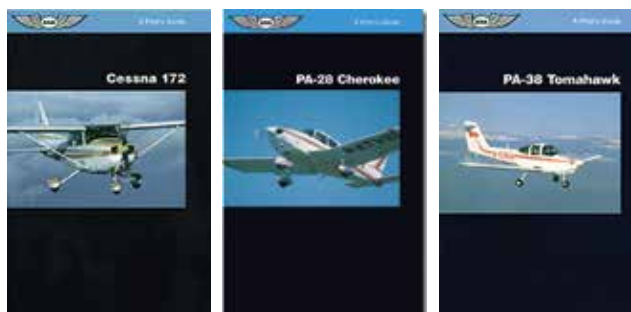 A Pilot's Guide
Cessna 172
A Pilot's Guide
PA-28 Cherokee
A Pilot's Guide
PA-38 Tomahawk